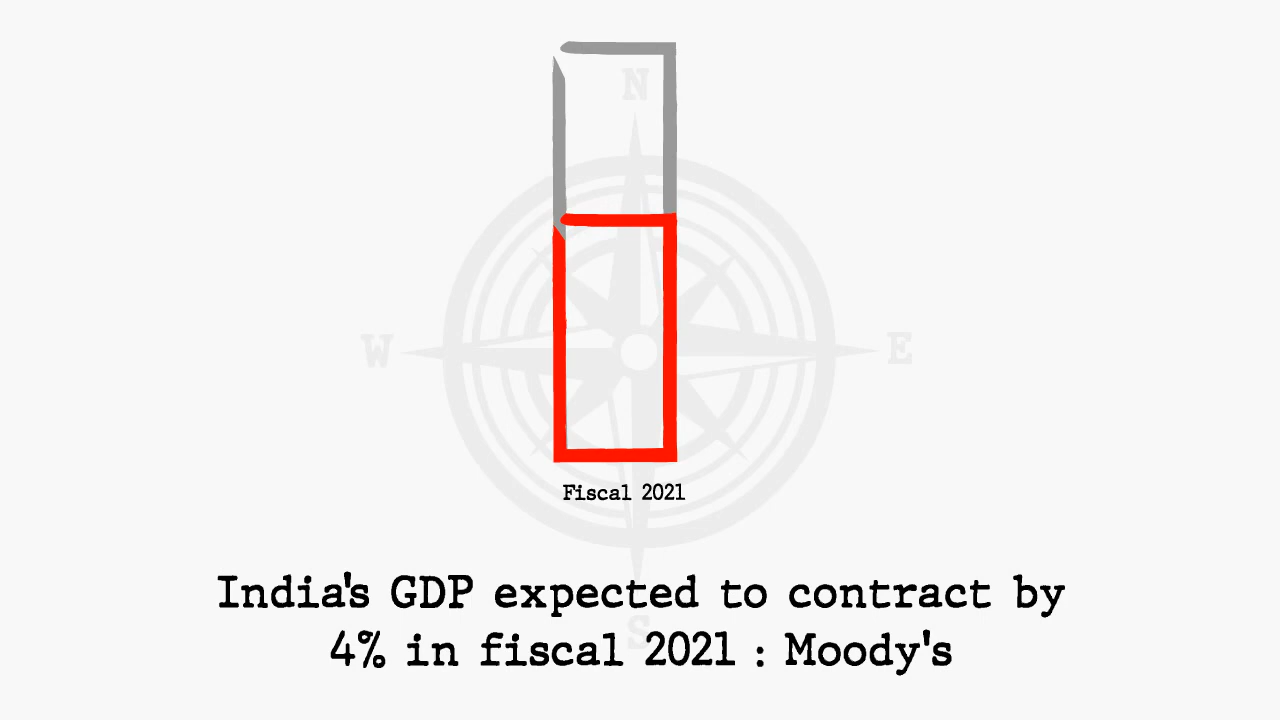 N
W
E
Fiscal 2021
India's GDP expected to contract by
4% in fiscal 2021 : Moody's
S